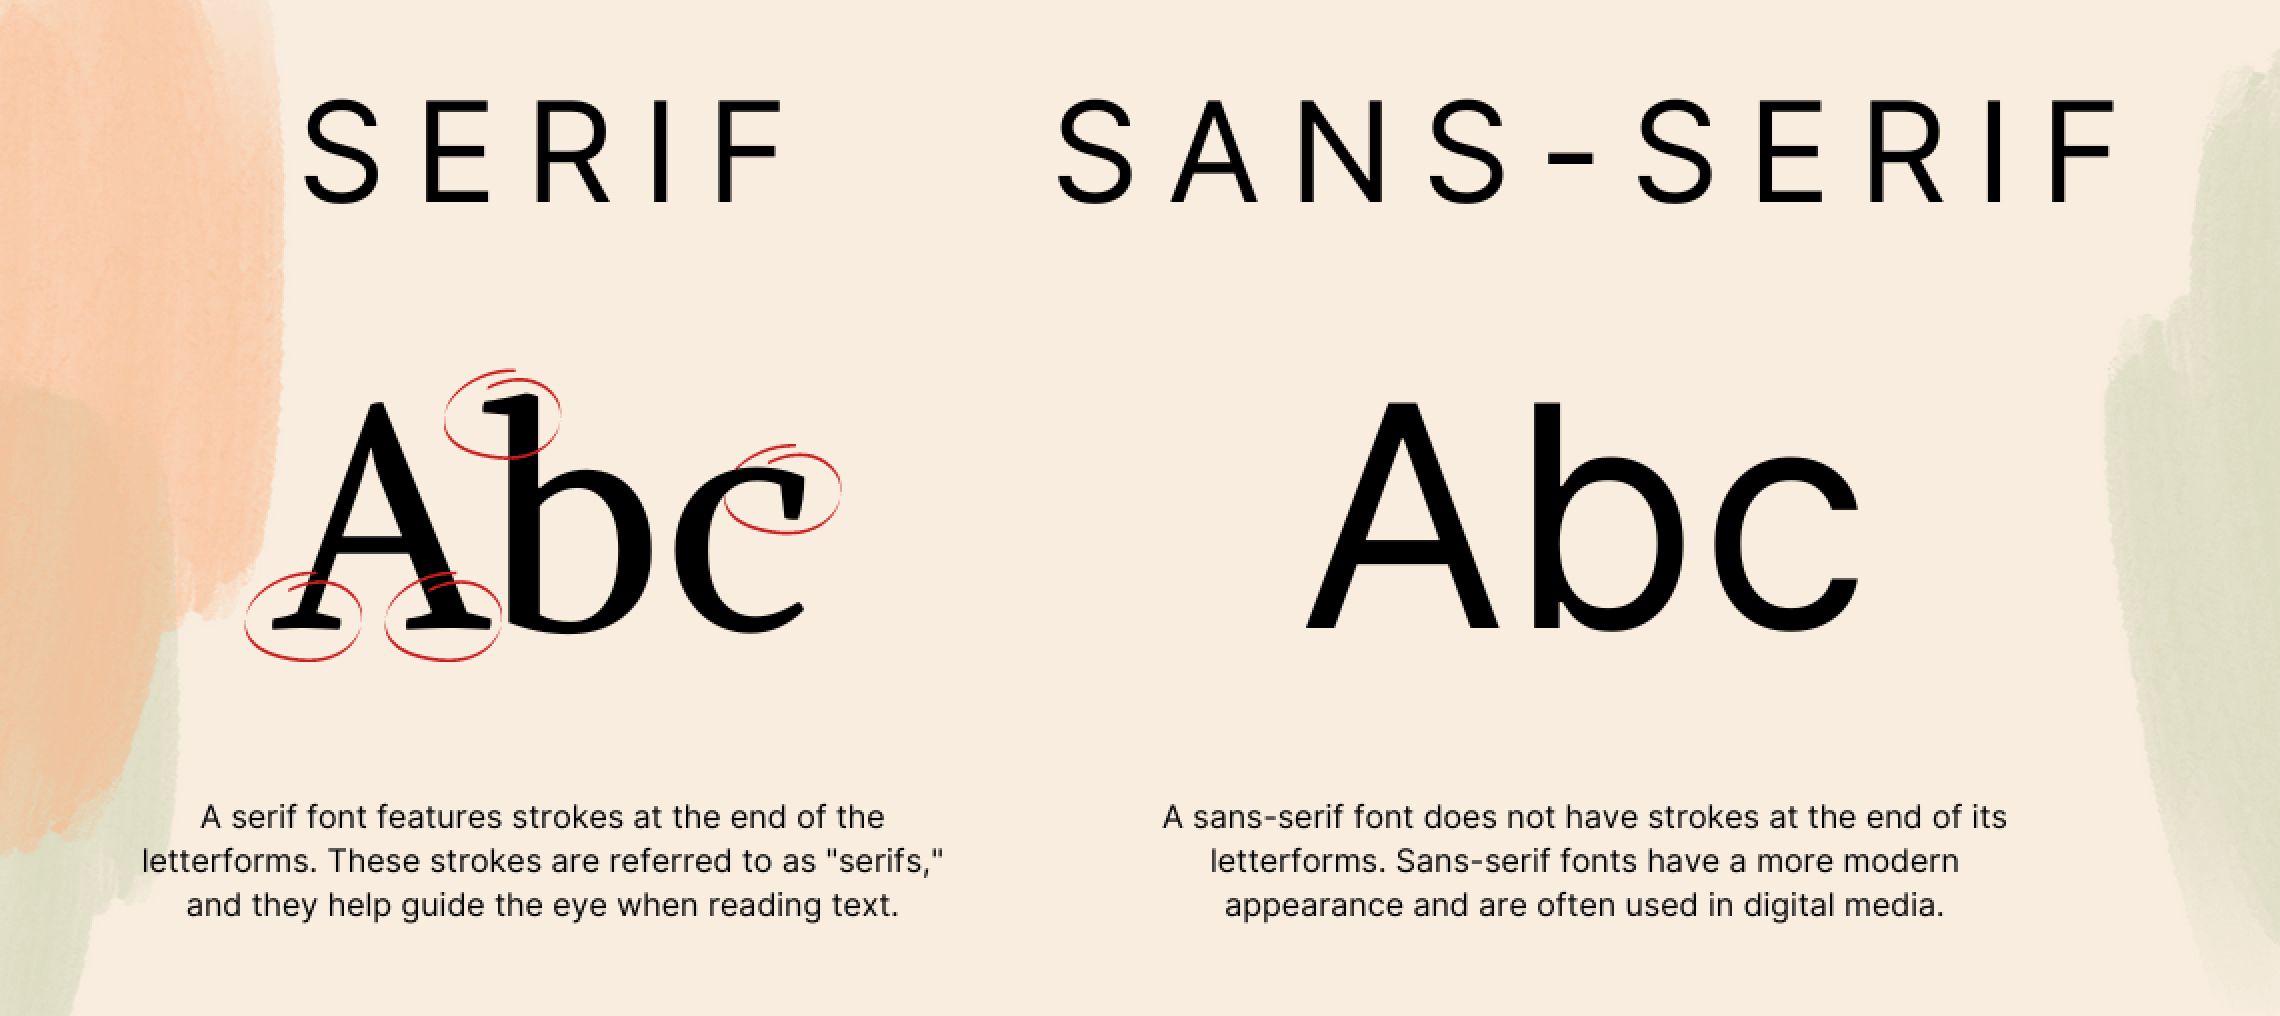 SERIF
Abc
A serif font features strokes at the end of the
letterforms. These strokes are referred to as "serifs,"
and they help guide the eye when reading text.
SANS-SERIF
Abc
A sans-serif font does not have strokes at the end of its
letterforms. Sans-serif fonts have a more modern
appearance and are often used in digital media.